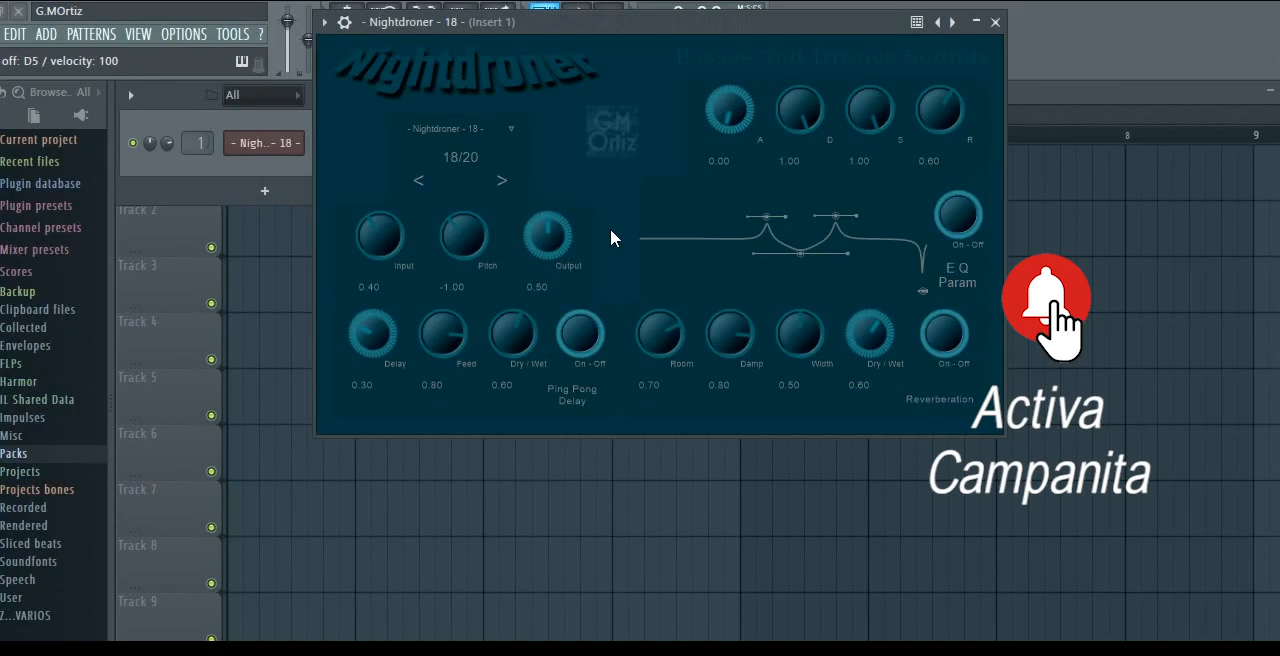 G.MOrtiz
EDIT ADD PATTERNS VIEW OPTIONS TOOLS ?
off: D5 / velocity: 100
Browse.. All
All
1
- Nigh..- 18 -
+
Current project
Recent files
Plugin database
Plugin presets
Channel presets
Mixer presets
Scores
Backup
Clipboard files
Collected
Envelopes
FLPs
Harmor
IL Shared Data
Impulses
Misc
Packs
Projects
Projects bones
Recorded
Rendered
Sliced beats
Soundfonts
Speech
User
Z...VARIOS
Track 2
Track 3
Track 4
Track 5
Track 6
Track 7
Track 8
Track 9
- Nightdroner - 18 - (Insert 1)
Nightdroner
Basses and Drones Sounds
GM
Ortiz
- Nightdroner - 18 -
18/20
< >
A D S R
0.00 1.00 1.00 0.60
Input Pitch Output
0.40 -1.00 0.50
On - Off
E Q
Param
Delay Feed Dry / Wet On - Off
0.30 0.80 0.60
Ping Pong
Delay
Room Damp Width Dry / Wet On - Off
0.70 0.80 0.50 0.60
Reverberation
8 9
Activa
Campanita